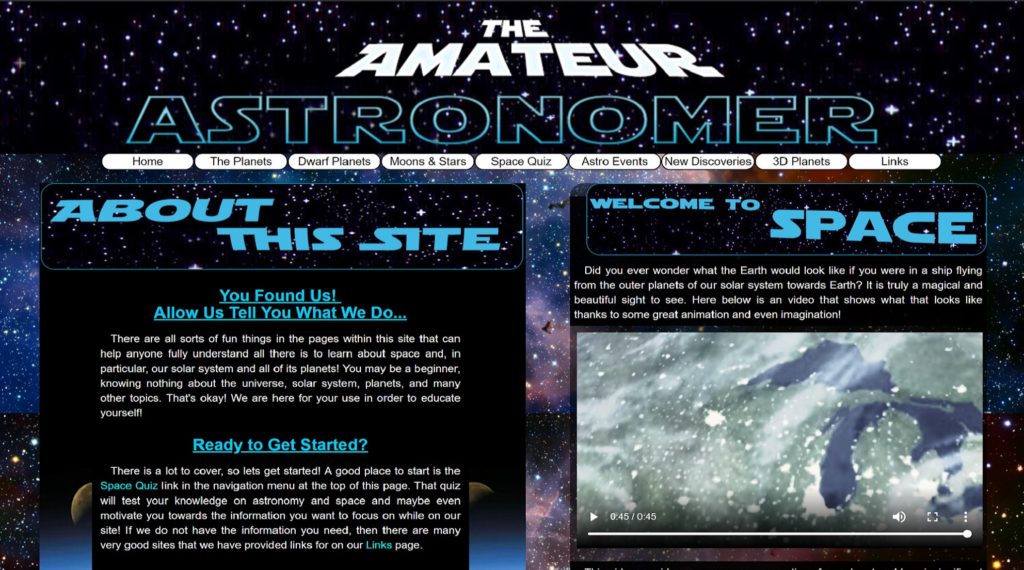 THE
AMATEUR
ASTRONOMER
Home The Planets Dwarf Planets Moons & Stars Space Quiz Astro Events New Discoveries 3D Planets Links
ABOUT
THIS SITE
You Found Us!
Allow Us Tell You What We Do...
There are all sorts of fun things in the pages within this site that can
help anyone fully understand all there is to learn about space and, in
particular, our solar system and all of its planets! You may be a beginner,
knowing nothing about the universe, solar system, planets, and many
other topics. That's okay! We are here for your use in order to educate
yourself!
Ready to Get Started?
There is a lot to cover, so lets get started! A good place to start is the
Space Quiz link in the navigation menu at the top of this page. That quiz
will test your knowledge on astronomy and space and maybe even
motivate you towards the information you want to focus on while on our
site! If we do not have the information you need, then there are many
very good sites that we have provided links for on our Links page.
WELCOME TO
SPACE
Did you ever wonder what the Earth would look like if you were in a ship flying
from the outer planets of our solar system towards Earth? It is truly a magical and
beautiful sight to see. Here below is an video that shows what that looks like
thanks to some great animation and even imagination!
0:45 / 0:45